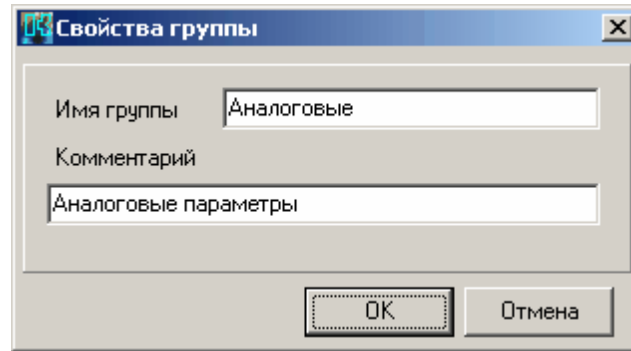 Свойства группы
Имя группы Аналоговые
Комментарий
Аналоговые параметры
OK Отмена